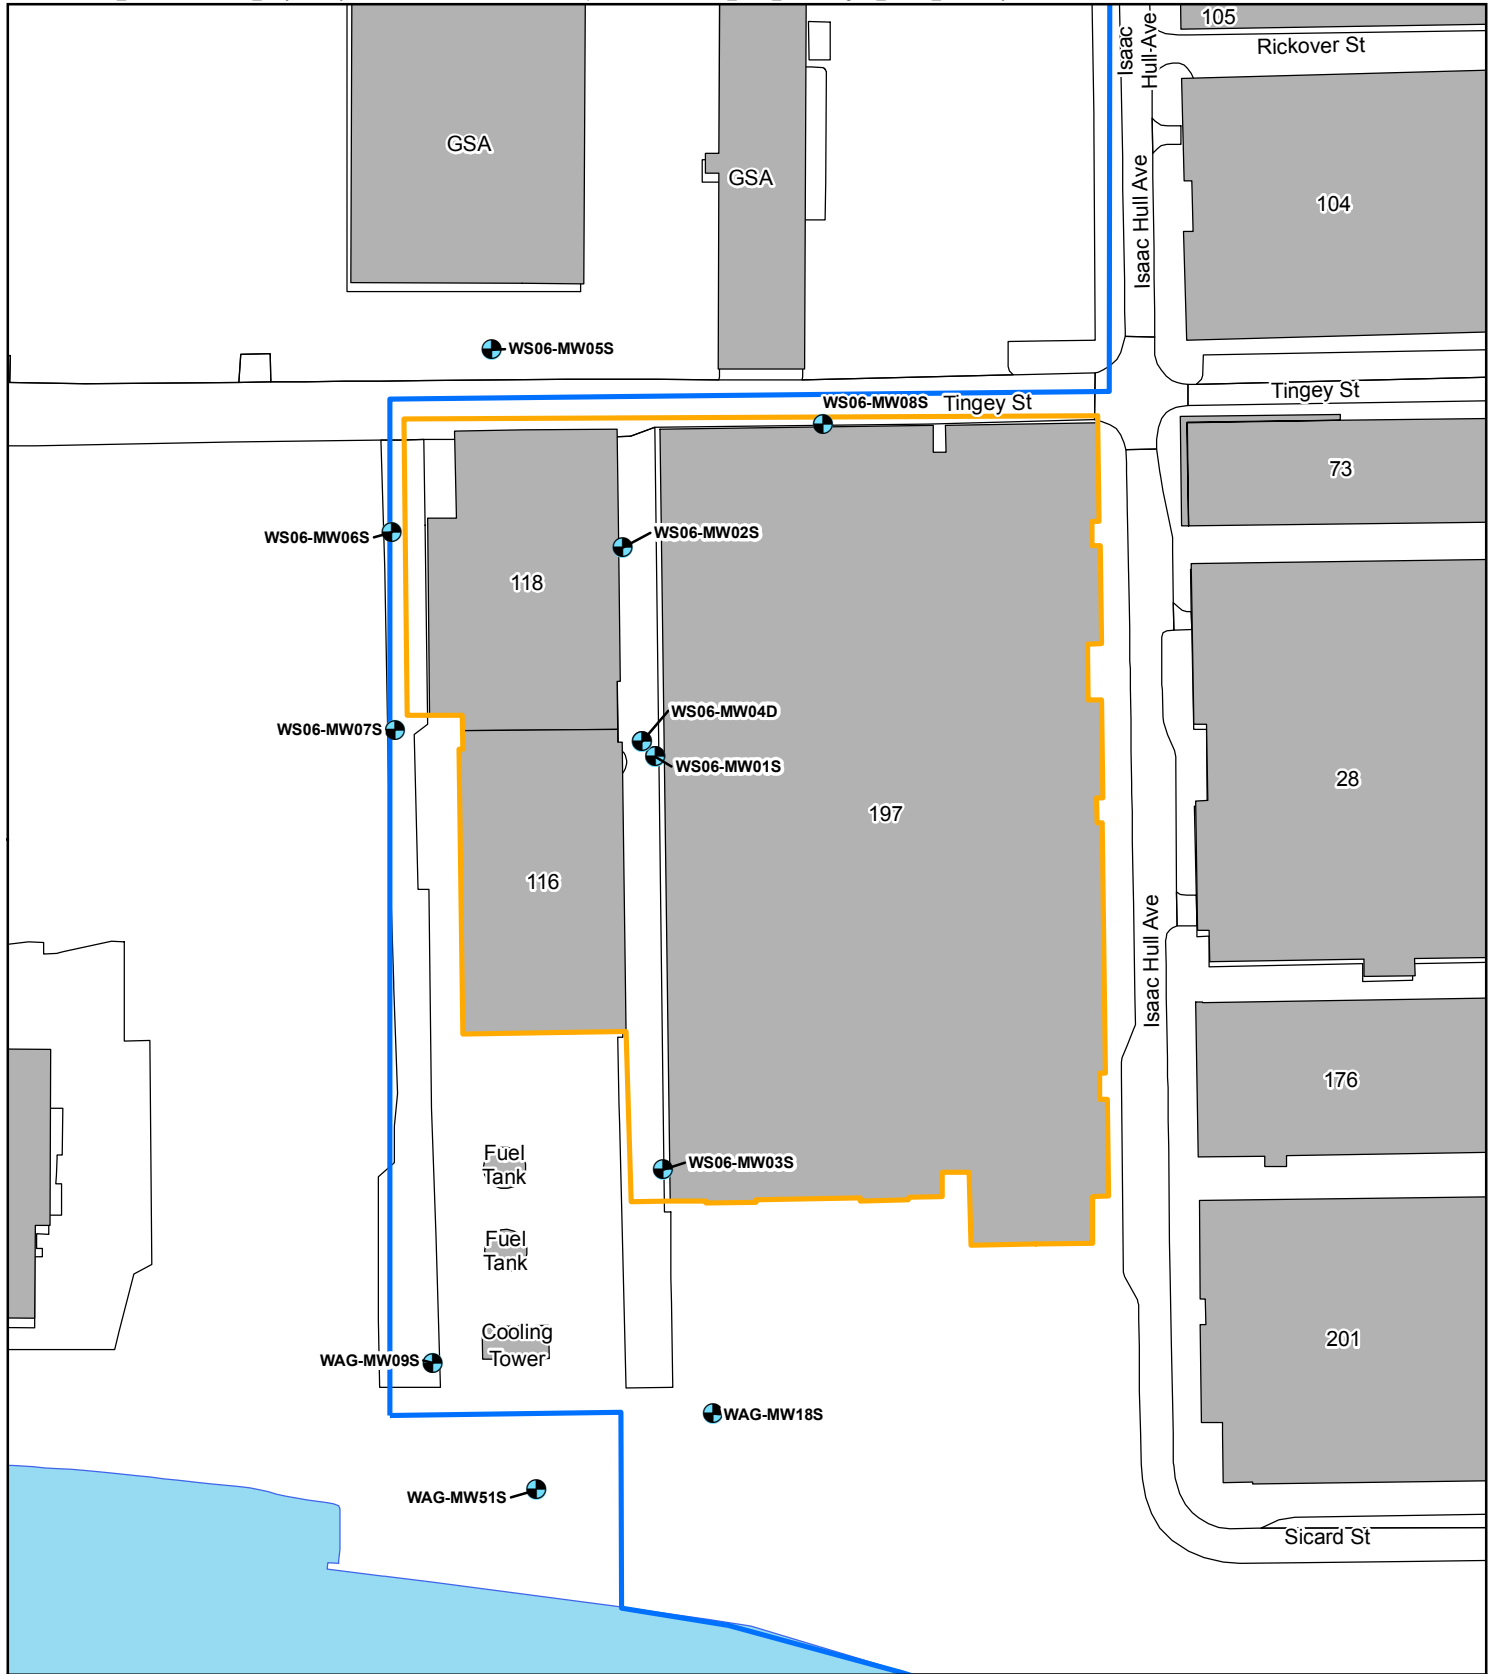 105
Isaac
Hull Ave
Rickover St
GSA
GSA
Isaac Hull Ave
104
WS06-MW05S
Tingey St
WS06-MW08S
Tingey St
73
WS06-MW06S
WS06-MW02S
118
WS06-MW04D
WS06-MW07S
WS06-MW01S
28
197
116
Isaac Hull Ave
176
Fuel
Tank
WS06-MW03S
Fuel
Tank
Cooling
Tower
201
WAG-MW09S
WAG-MW18S
WAG-MW51S
Sicard St